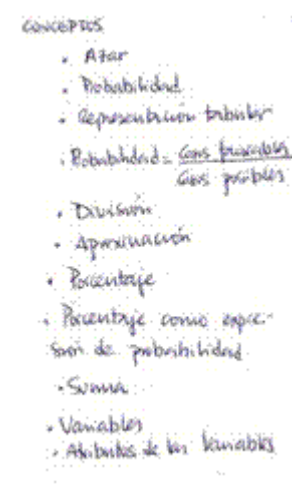 CONCEPTOS
• Azar
• Probabilidad
• Representación tabular
• Probabilidad = Casos favorables
Casos posibles
• División
• Aproximación
• Porcentaje
• Porcentaje como expre-
sión de probabilidad
• Suma
• Variables
• Atributos de las Variables